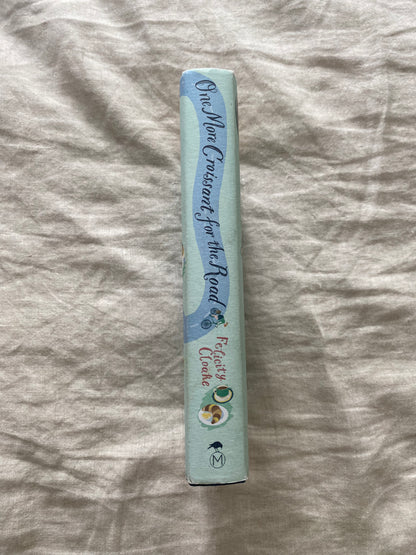 One More Croissant for the Road
Felicity
Cloake
M